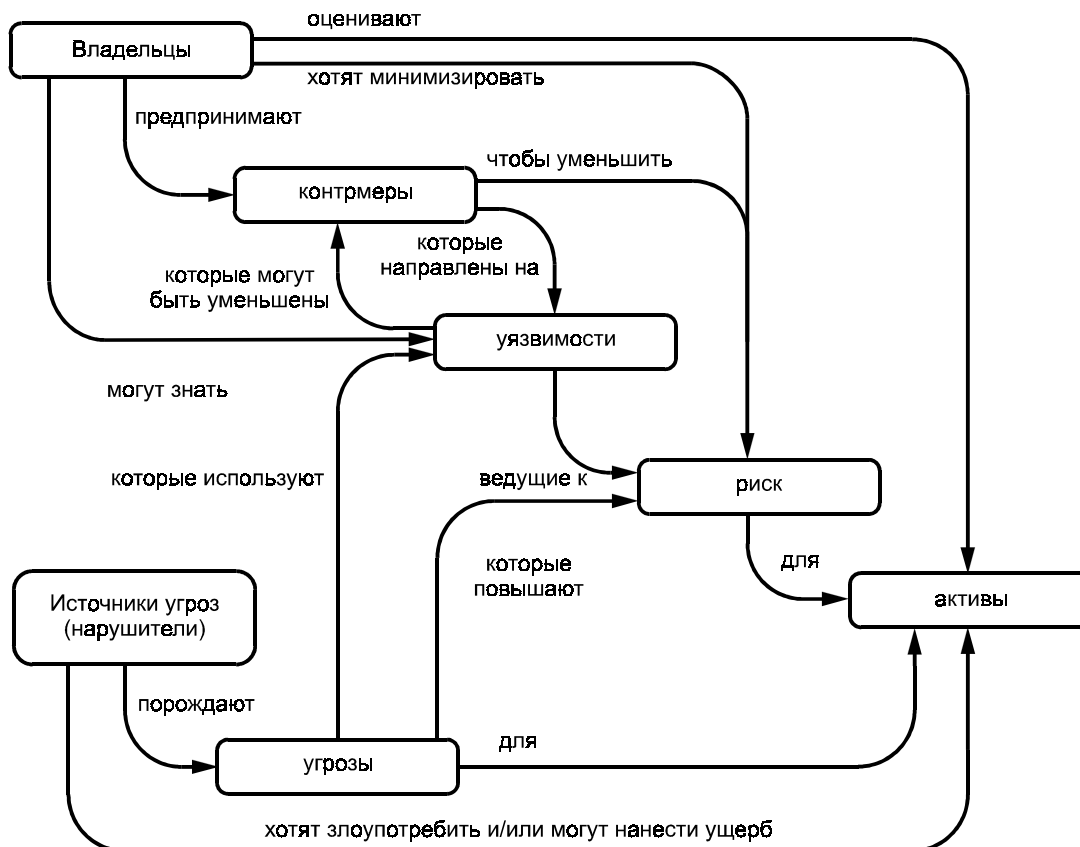 оценивают
Владельцы
хотят минимизировать
предпринимают
чтобы уменьшить
контрмеры
которые
направлены на
которые могут
быть уменьшены
уязвимости
могут знать
которые используют
ведущие к
риск
которые
повышают
для
активы
Источники угроз
(нарушители)
порождают
для
угрозы
хотят злоупотребить и/или могут нанести ущерб